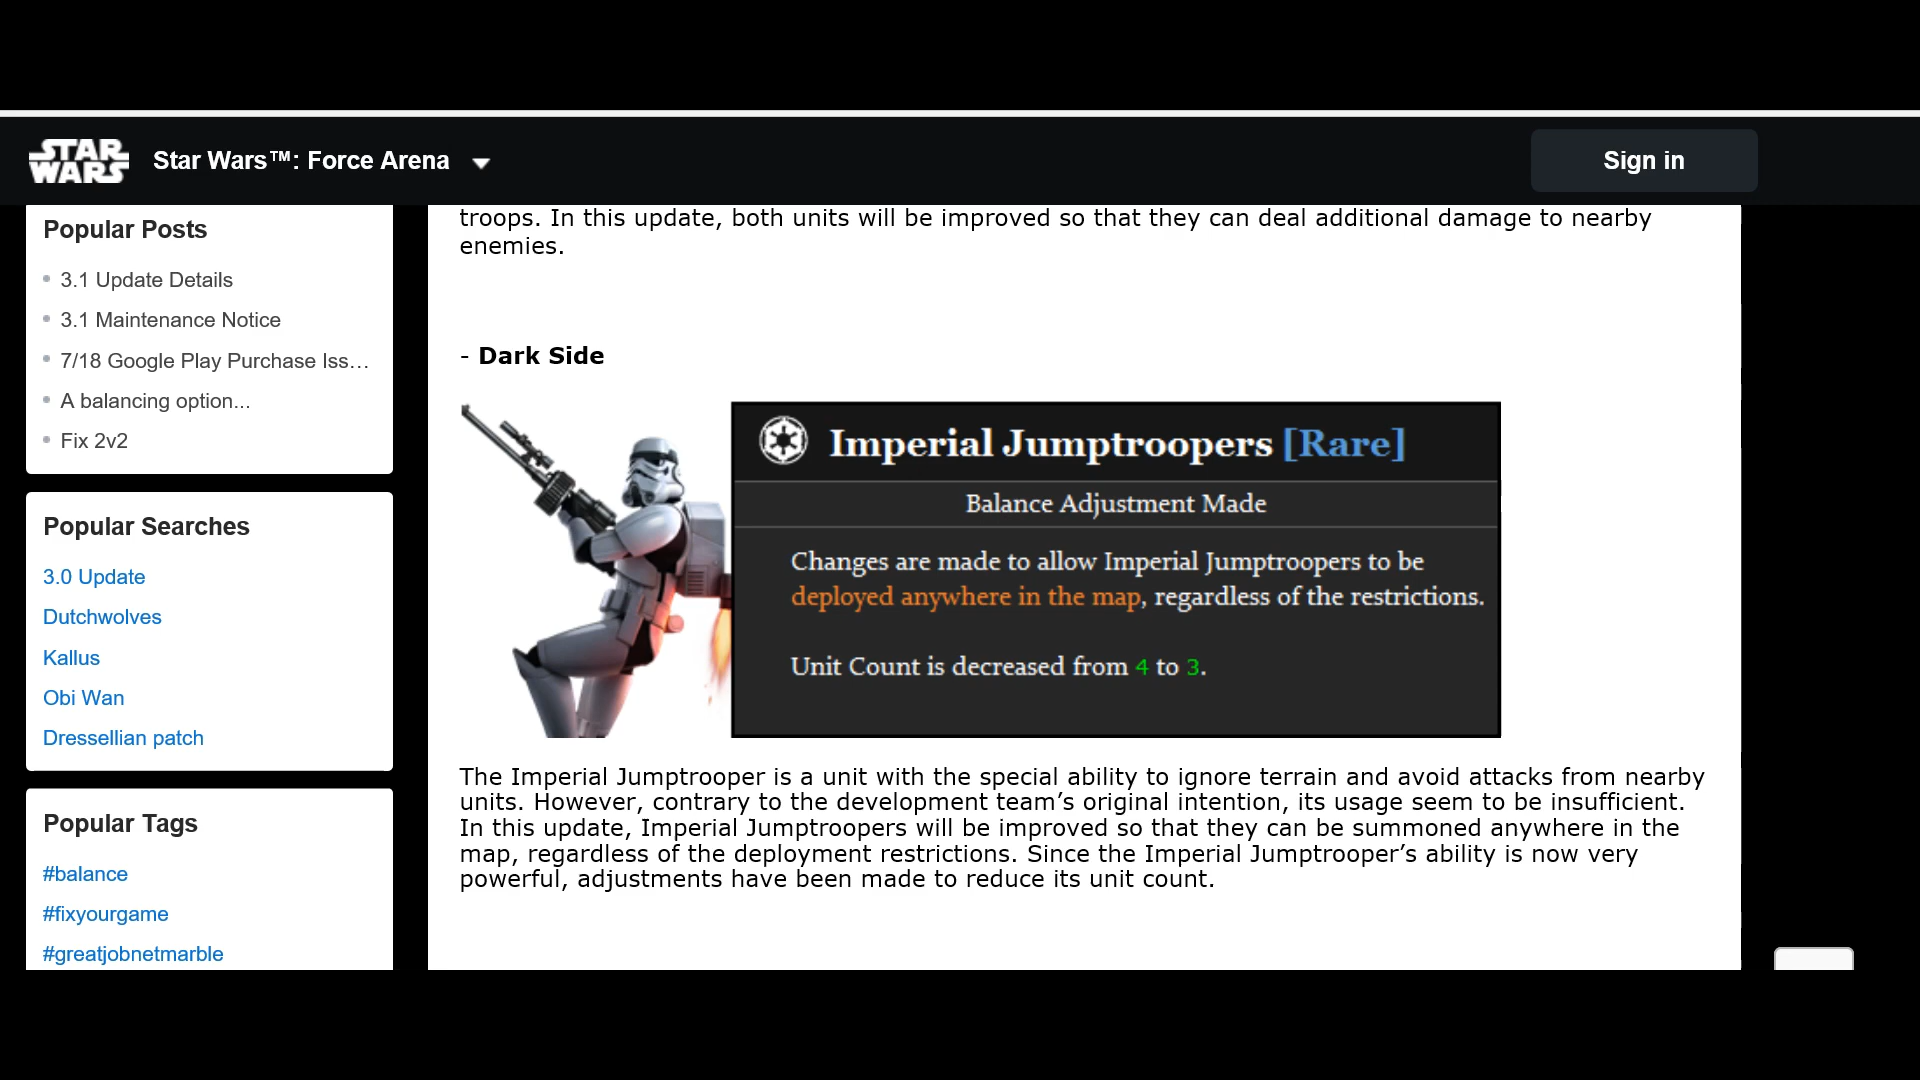 STAR
WARS
Star Wars™: Force Arena
Sign in
Popular Posts
3.1 Update Details
3.1 Maintenance Notice
7/18 Google Play Purchase Iss...
A balancing option...
Fix 2v2
Popular Searches
3.0 Update
Dutchwolves
Kallus
Obi Wan
Dressellian patch
Popular Tags
#balance
#fixyourgame
#greatjobnetmarble
troops. In this update, both units will be improved so that they can deal additional damage to nearby
enemies.
- Dark Side
Imperial Jumptroopers [Rare]
Balance Adjustment Made
Changes are made to allow Imperial Jumptroopers to be
deployed anywhere in the map, regardless of the restrictions.
Unit Count is decreased from 4 to 3.
The Imperial Jumptrooper is a unit with the special ability to ignore terrain and avoid attacks from nearby
units. However, contrary to the development team’s original intention, its usage seem to be insufficient.
In this update, Imperial Jumptroopers will be improved so that they can be summoned anywhere in the
map, regardless of the deployment restrictions. Since the Imperial Jumptrooper’s ability is now very
powerful, adjustments have been made to reduce its unit count.